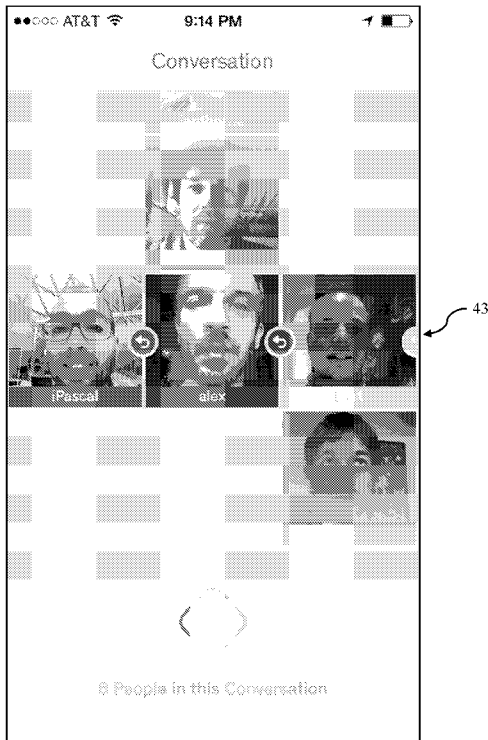 AT&T 9:14 PM
Conversation
43
iPascal alex
8 People in this Conversation